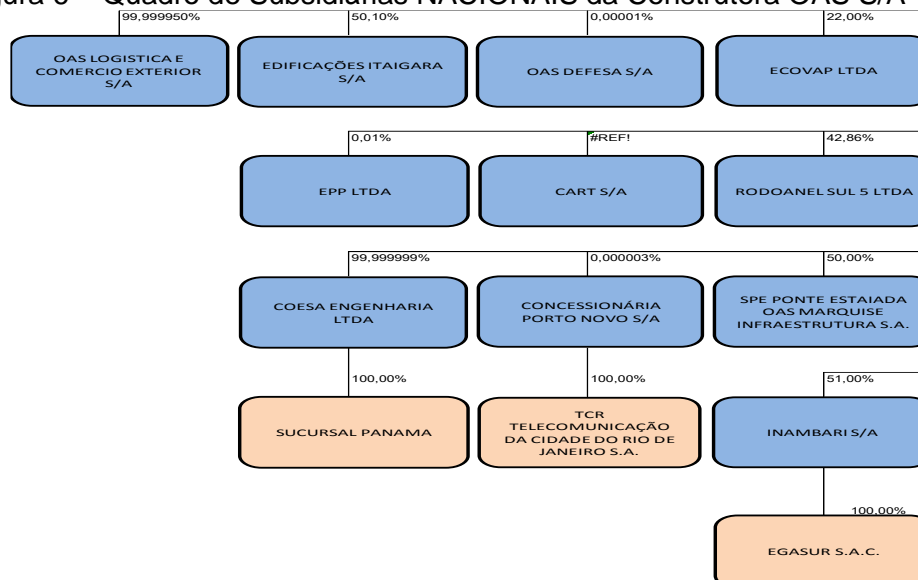 gura 6 – Quadro de Subsidiárias NACIONAIS da Construtora OAS S/A
99,999950%
50,10%
0,00001%
22,00%
OAS LOGISTICA E
COMERCIO EXTERIOR
S/A
EDIFICAÇÕES ITAIGARA
S/A
OAS DEFESA S/A
ECOVAP LTDA
0,01%
#REF!
42,86%
EPP LTDA
CART S/A
RODOANEL SUL 5 LTDA
99,999999%
0,000003%
50,00%
COESA ENGENHARIA
LTDA
CONCESSIONÁRIA
PORTO NOVO S/A
SPE PONTE ESTAIADA
OAS MARQUISE
INFRAESTRUTURA S.A.
100,00%
100,00%
51,00%
SUCURSAL PANAMA
TCR
TELECOMUNICAÇÃO
DA CIDADE DO RIO DE
JANEIRO S.A.
INAMBARI S/A
100,00%
EGASUR S.A.C.